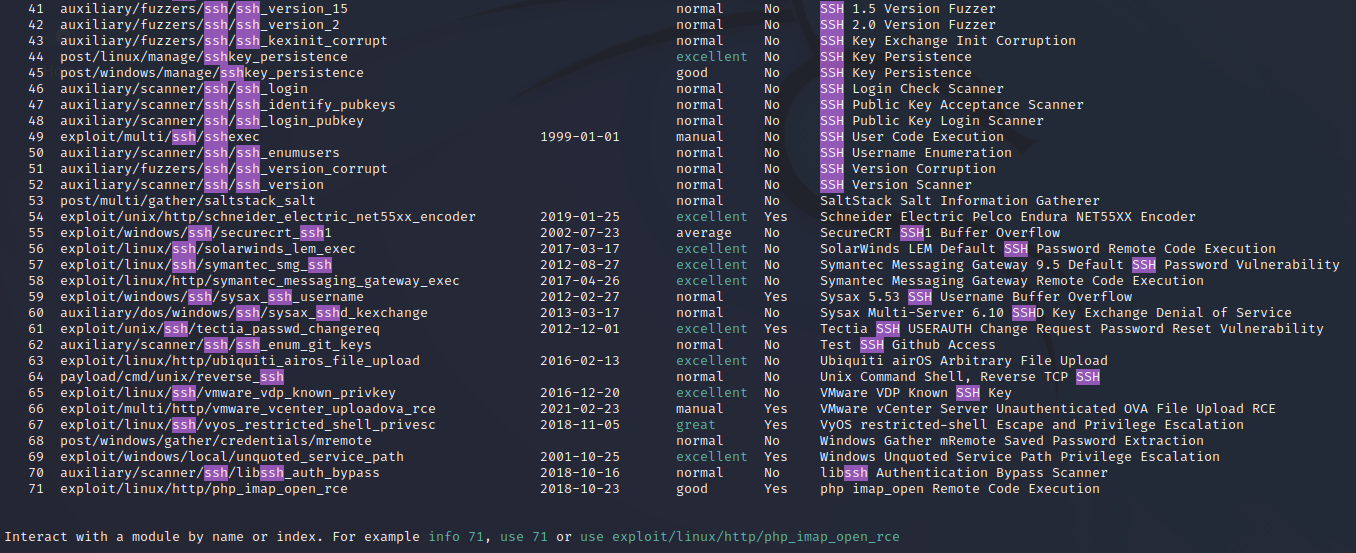 41 auxiliary/fuzzers/ssh/ssh_version_15 normal No SSH 1.5 Version Fuzzer
42 auxiliary/fuzzers/ssh/ssh_version_2 normal No SSH 2.0 Version Fuzzer
43 auxiliary/fuzzers/ssh/ssh_kexinit_corrupt normal No SSH Key Exchange Init Corruption
44 post/linux/manage/sshkey_persistence excellent No SSH Key Persistence
45 post/windows/manage/sshkey_persistence good No SSH Key Persistence
46 auxiliary/scanner/ssh/ssh_login normal No SSH Login Check Scanner
47 auxiliary/scanner/ssh/ssh_identify_pubkeys normal No SSH Public Key Acceptance Scanner
48 auxiliary/scanner/ssh/ssh_login_pubkey normal No SSH Public Key Login Scanner
49 exploit/multi/ssh/sshexec 1999-01-01 manual No SSH User Code Execution
50 auxiliary/scanner/ssh/ssh_enumusers normal No SSH Username Enumeration
51 auxiliary/fuzzers/ssh/ssh_version_corrupt normal No SSH Version Corruption
52 auxiliary/scanner/ssh/ssh_version normal No SSH Version Scanner
53 post/multi/gather/saltstack_salt normal No SaltStack Salt Information Gatherer
54 exploit/unix/http/schneider_electric_net55xx_encoder 2019-01-25 excellent Yes Schneider Electric Pelco Endura NET55XX Encoder
55 exploit/windows/ssh/securecrt_ssh1 2002-07-23 average No SecureCRT SSH1 Buffer Overflow
56 exploit/linux/ssh/solarwinds_lem_exec 2017-03-17 excellent No SolarWinds LEM Default SSH Password Remote Code Execution
57 exploit/linux/ssh/symantec_smg_ssh 2012-08-27 excellent No Symantec Messaging Gateway 9.5 Default SSH Password Vulnerability
58 exploit/linux/http/symantec_messaging_gateway_exec 2017-04-26 excellent No Symantec Messaging Gateway Remote Code Execution
59 exploit/windows/ssh/sysax_ssh_username 2012-02-27 normal Yes Sysax 5.53 SSH Username Buffer Overflow
60 auxiliary/dos/windows/ssh/sysax_sshd_kexchange 2013-03-17 normal No Sysax Multi-Server 6.10 SSHD Key Exchange Denial of Service
61 exploit/unix/ssh/tectia_passwd_changereq 2012-12-01 excellent Yes Tectia SSH USERAUTH Change Request Password Reset Vulnerability
62 auxiliary/scanner/ssh/ssh_enum_git_keys normal No Test SSH Github Access
63 exploit/linux/http/ubiquiti_airos_file_upload 2016-02-13 excellent No Ubiquiti airOS Arbitrary File Upload
64 payload/cmd/unix/reverse_ssh normal No Unix Command Shell, Reverse TCP SSH
65 exploit/linux/ssh/vmware_vdp_known_privkey 2016-12-20 excellent No VMware VDP Known SSH Key
66 exploit/multi/http/vmware_vcenter_uploadova_rce 2021-02-23 manual Yes VMware vCenter Server Unauthenticated OVA File Upload RCE
67 exploit/linux/ssh/vyos_restricted_shell_privesc 2018-11-05 great Yes VyOS restricted-shell Escape and Privilege Escalation
68 post/windows/gather/credentials/mremote normal No Windows Gather mRemote Saved Password Extraction
69 exploit/windows/local/unquoted_service_path 2001-10-25 excellent Yes Windows Unquoted Service Path Privilege Escalation
70 auxiliary/scanner/ssh/libssh_auth_bypass 2018-10-16 normal No libssh Authentication Bypass Scanner
71 exploit/linux/http/php_imap_open_rce 2018-10-23 good Yes php imap_open Remote Code Execution
Interact with a module by name or index. For example info 71, use 71 or use exploit/linux/http/php_imap_open_rce